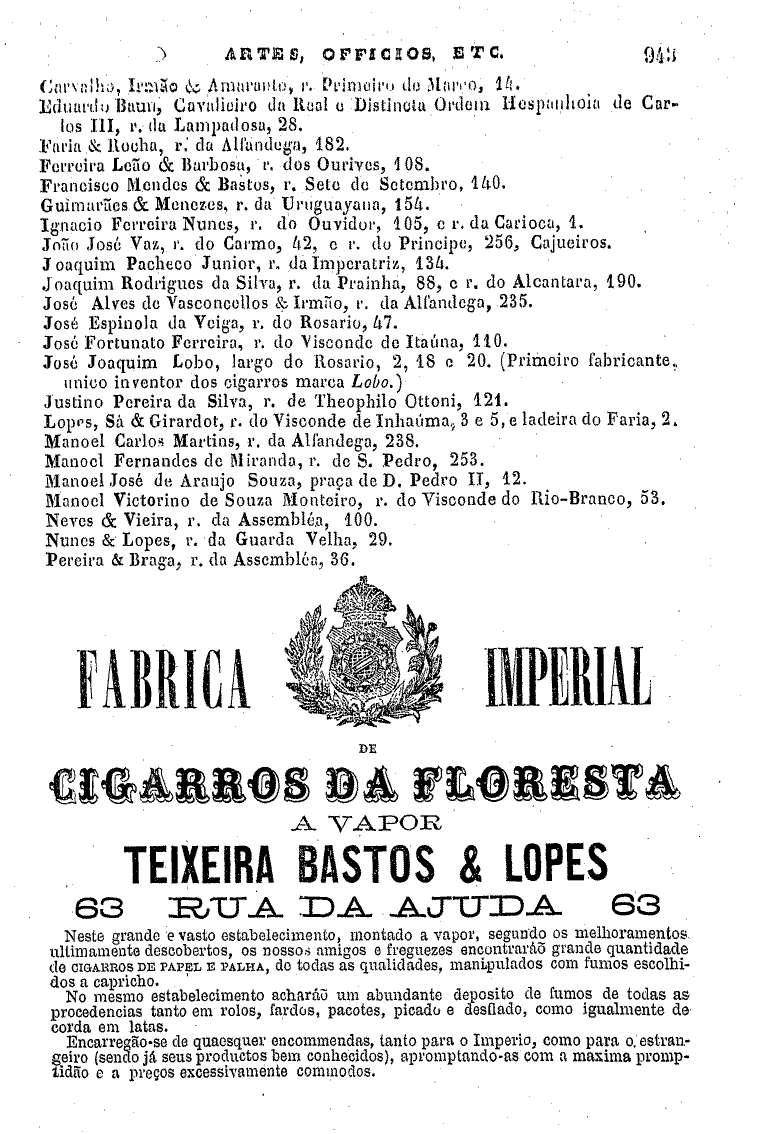 ARTES, OFFICIOS, ETC. 943
Carvalho, Irmão & Amaranto, r. Primeiro de Março, 14.
Eduardo Baun, Cavalieiro da Real e Distincta Ordem Hespanhola de Car-
los III, r. da Lampadosa, 28.
Faria & Rocha, r. da Alfandega, 182.
Ferreira Leão & Barbosa, r. dos Ourives, 108.
Francisco Mendes & Bastos, r. Sete de Setembro, 140.
Guimarães & Menezes, r. da Uruguayana, 154.
Ignacio Ferreira Nunes, r. do Ouvidor, 105, e r. da Carioca, 1.
João José Vaz, r. do Carmo, 42, e r. do Principe, 256, Cajueiros.
Joaquim Pacheco Junior, r. da Imperatriz, 134.
Joaquim Rodrigues da Silva, r. da Prainha, 88, e r. do Alcantara, 190.
José Alves de Vasconcellos & Irmão, r. da Alfandega, 235.
José Espinola da Veiga, r. do Rosario, 47.
José Fortunato Ferreira, r. do Visconde de Itaúna, 110.
José Joaquim Lobo, largo do Rosario, 2, 18 e 20. (Primeiro fabricante,
unico inventor dos cigarros marca Lobo.)
Justino Pereira da Silva, r. de Theophilo Ottoni, 121.
Lopes, Sá & Girardot, r. do Visconde de Inhaúma, 3 e 5, e ladeira do Faria, 2.
Manoel Carlos Martins, r. da Alfandega, 238.
Manoel Fernandes de Miranda, r. de S. Pedro, 253.
Manoel José de Araujo Souza, praça de D. Pedro II, 12.
Manoel Victorino de Souza Monteiro, r. do Visconde do Rio-Branco, 53.
Neves & Vieira, r. da Assembléa, 100.
Nunes & Lopes, r. da Guarda Velha, 29.
Pereira & Braga, r. da Assembléa, 36.
FABRICA IMPERIAL
DE
CIGARROS DA FLORESTA
A VAPOR
TEIXEIRA BASTOS & LOPES
63 RUA DA AJUDA 63
Neste grande e vasto estabelecimento, montado a vapor, segundo os melhoramentos
ultimamente descobertos, os nossos amigos e freguezes encontraráõ grande quantidade
de CIGARROS DE PAPEL E PALHA, de todas as qualidades, manipulados com fumos escolhi-
dos a capricho.
No mesmo estabelecimento acharáõ um abundante deposito de fumos de todas as
procedencias tanto em rolos, fardos, pacotes, picado e desfiado, como igualmente de
corda em latas.
Encarregão-se de quaesquer encommendas, tanto para o Imperio, como para o estran-
geiro (sendo já seus productos bem conhecidos), apromptando-as com a maxima promp-
tidão e a preços excessivamente commodos.